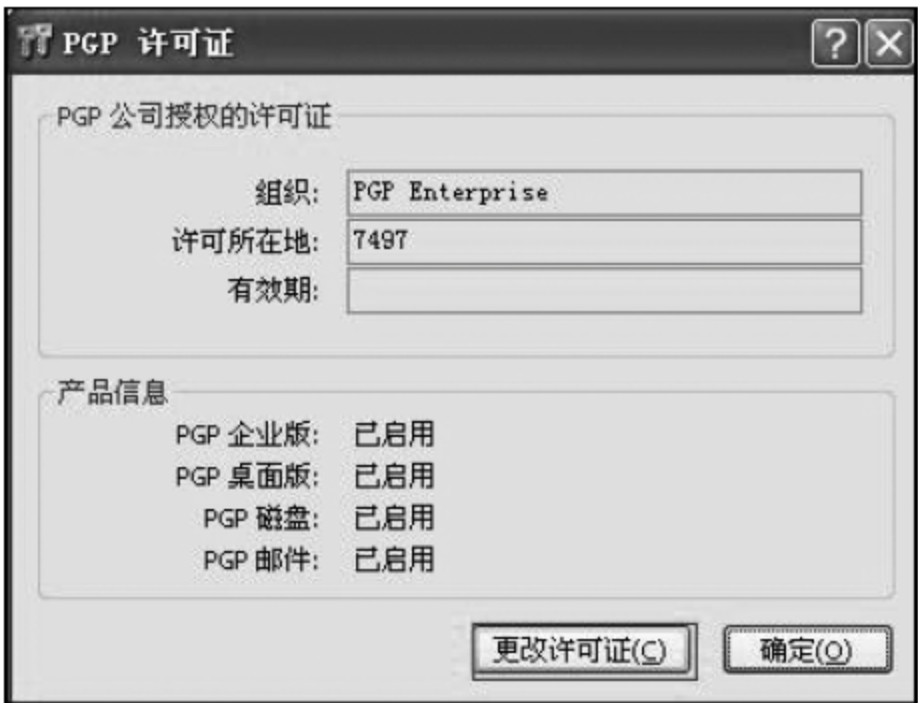 PGP 许可证
PGP 公司授权的许可证
组织: PGP Enterprise
许可所在地: 7497
有效期:
产品信息
PGP 企业版: 已启用
PGP 桌面版: 已启用
PGP 磁盘: 已启用
PGP 邮件: 已启用
更改许可证(C) 确定(O)